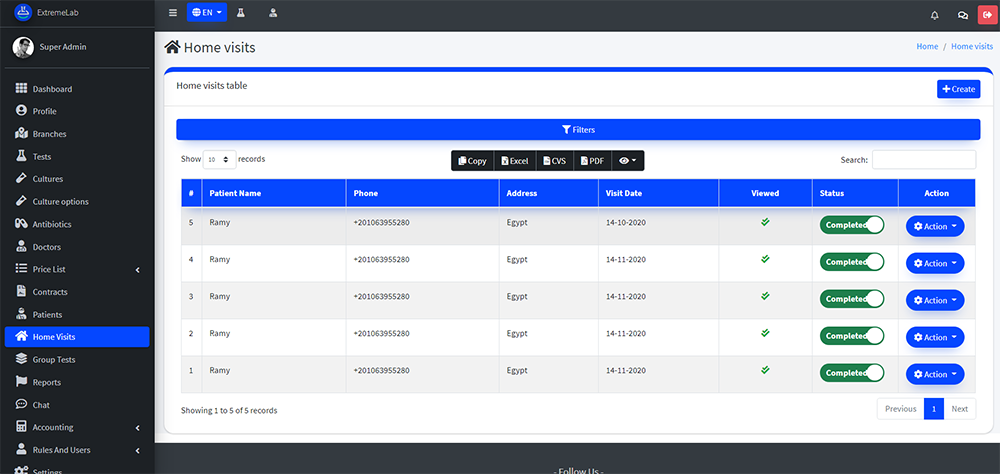 ExtremeLab
EN
Super Admin
Home visits
Home / Home visits
Dashboard
Profile
Branches
Tests
Cultures
Culture options
Antibiotics
Doctors
Price List
Contracts
Patients
Home Visits
Group Tests
Reports
Chat
Accounting
Rules And Users
Settings
Home visits table
Create
Filters
Show 10 records
Copy Excel CVS PDF
Search:
# Patient Name Phone Address Visit Date Viewed Status Action
5 Ramy +201063955280 Egypt 14-10-2020 Completed Action
4 Ramy +201063955280 Egypt 14-11-2020 Completed Action
3 Ramy +201063955280 Egypt 14-11-2020 Completed Action
2 Ramy +201063955280 Egypt 14-11-2020 Completed Action
1 Ramy +201063955280 Egypt 14-11-2020 Completed Action
Showing 1 to 5 of 5 records
Previous 1 Next
- Follow Us -